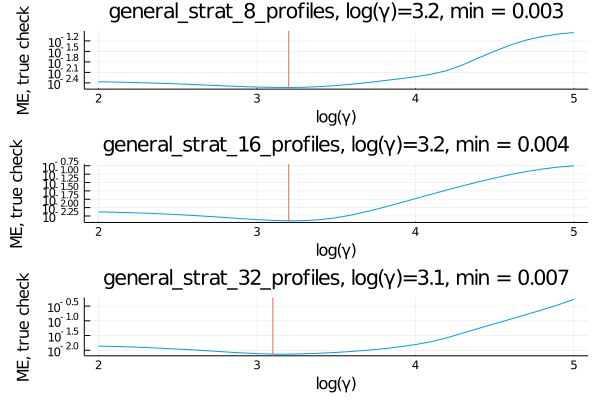 general_strat_8_profiles, log(γ)=3.2, min = 0.003
ME, true check
10^-1.2
10^-1.5
10^-1.8
10^-2.1
10^-2.4
2 3 4 5
log(γ)
general_strat_16_profiles, log(γ)=3.2, min = 0.004
ME, true check
10^-0.75
10^-1.00
10^-1.25
10^-1.50
10^-1.75
10^-2.00
10^-2.25
2 3 4 5
log(γ)
general_strat_32_profiles, log(γ)=3.1, min = 0.007
ME, true check
10^-0.5
10^-1.0
10^-1.5
10^-2.0
2 3 4 5
log(γ)